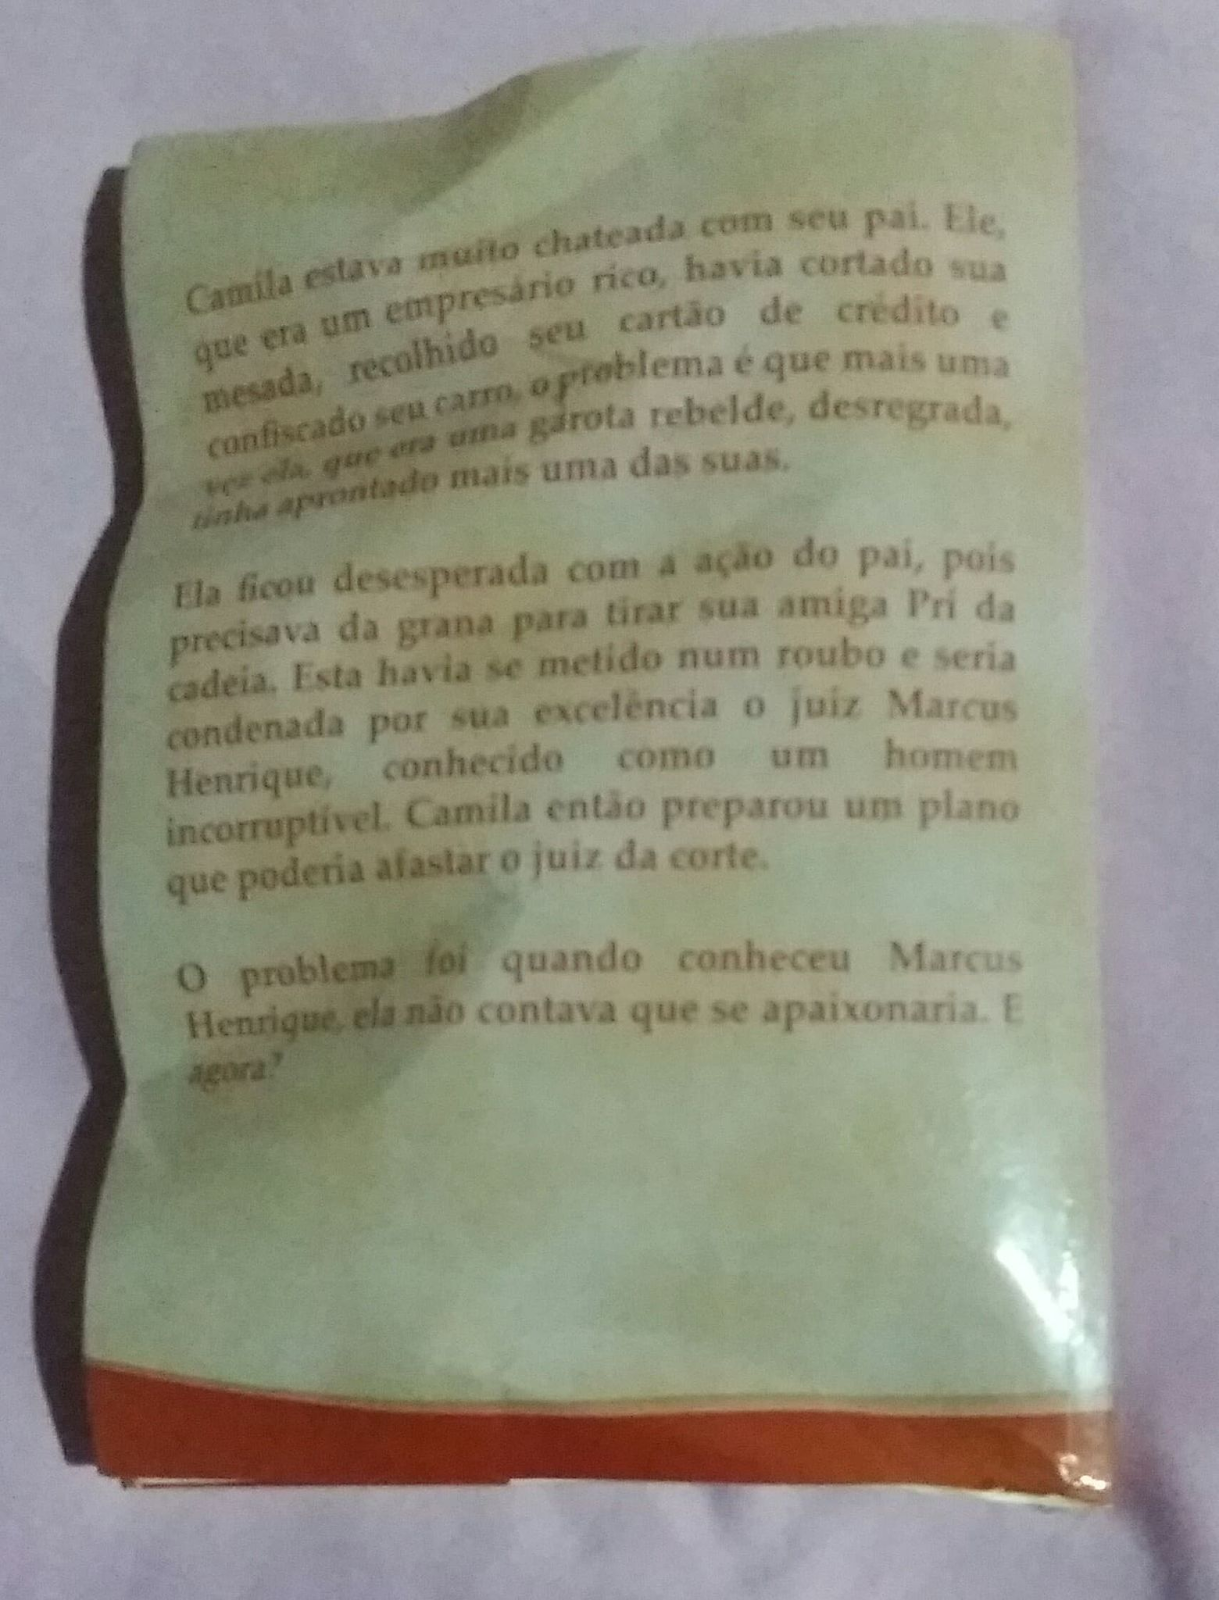 Camila estava muito chateada com seu pai. Ele,
que era um empresário rico, havia cortado sua
mesada, recolhido seu cartão de crédito e
confiscado seu carro, o problema é que mais uma
vez ela, que era uma garota rebelde, desregrada,
tinha aprontado mais uma das suas.
Ela ficou desesperada com a ação do pai, pois
precisava da grana para tirar sua amiga Pri da
cadeia. Esta havia se metido num roubo e seria
condenada por sua excelência o juiz Marcus
Henrique, conhecido como um homem
incorruptível. Camila então preparou um plano
que poderia afastar o juiz da corte.
O problema foi quando conheceu Marcus
Henrique, ela não contava que se apaixonaria. E
agora?